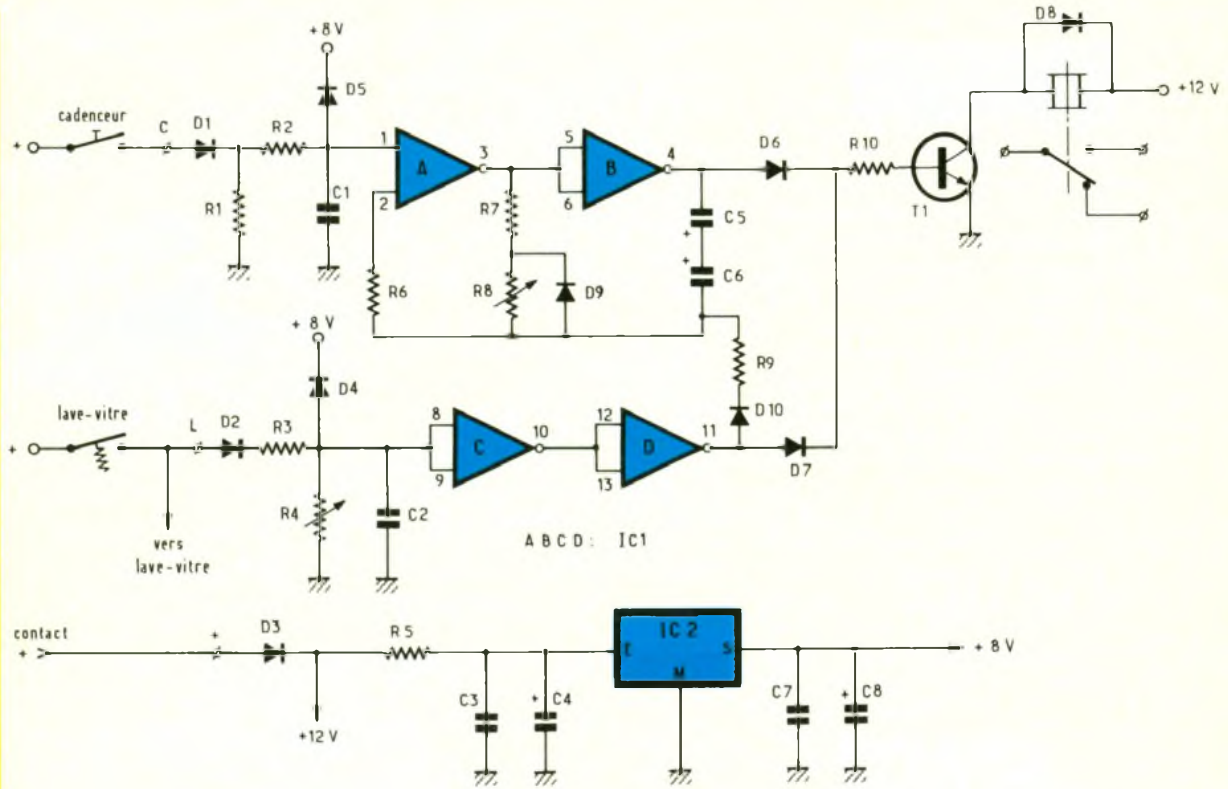 + 8 V
D8
+12 V
cadenceur
+
C
D1
R2
D5
1
2
A
3
5
6
B
4
D6
R10
T1
R1
C1
R7
C5
+
+
C6
R6
R8
D9
+ 8 V
R9
D4
D10
lave-vitre
+
L
D2
R3
8
9
C
10
12
13
D
11
D7
R4
C2
vers
lave-vitre
A B C D : IC1
contact
+
+
D3
R5
IC 2
E
S
M
+ 8 V
C3
+
C4
C7
+
C8
+12 V